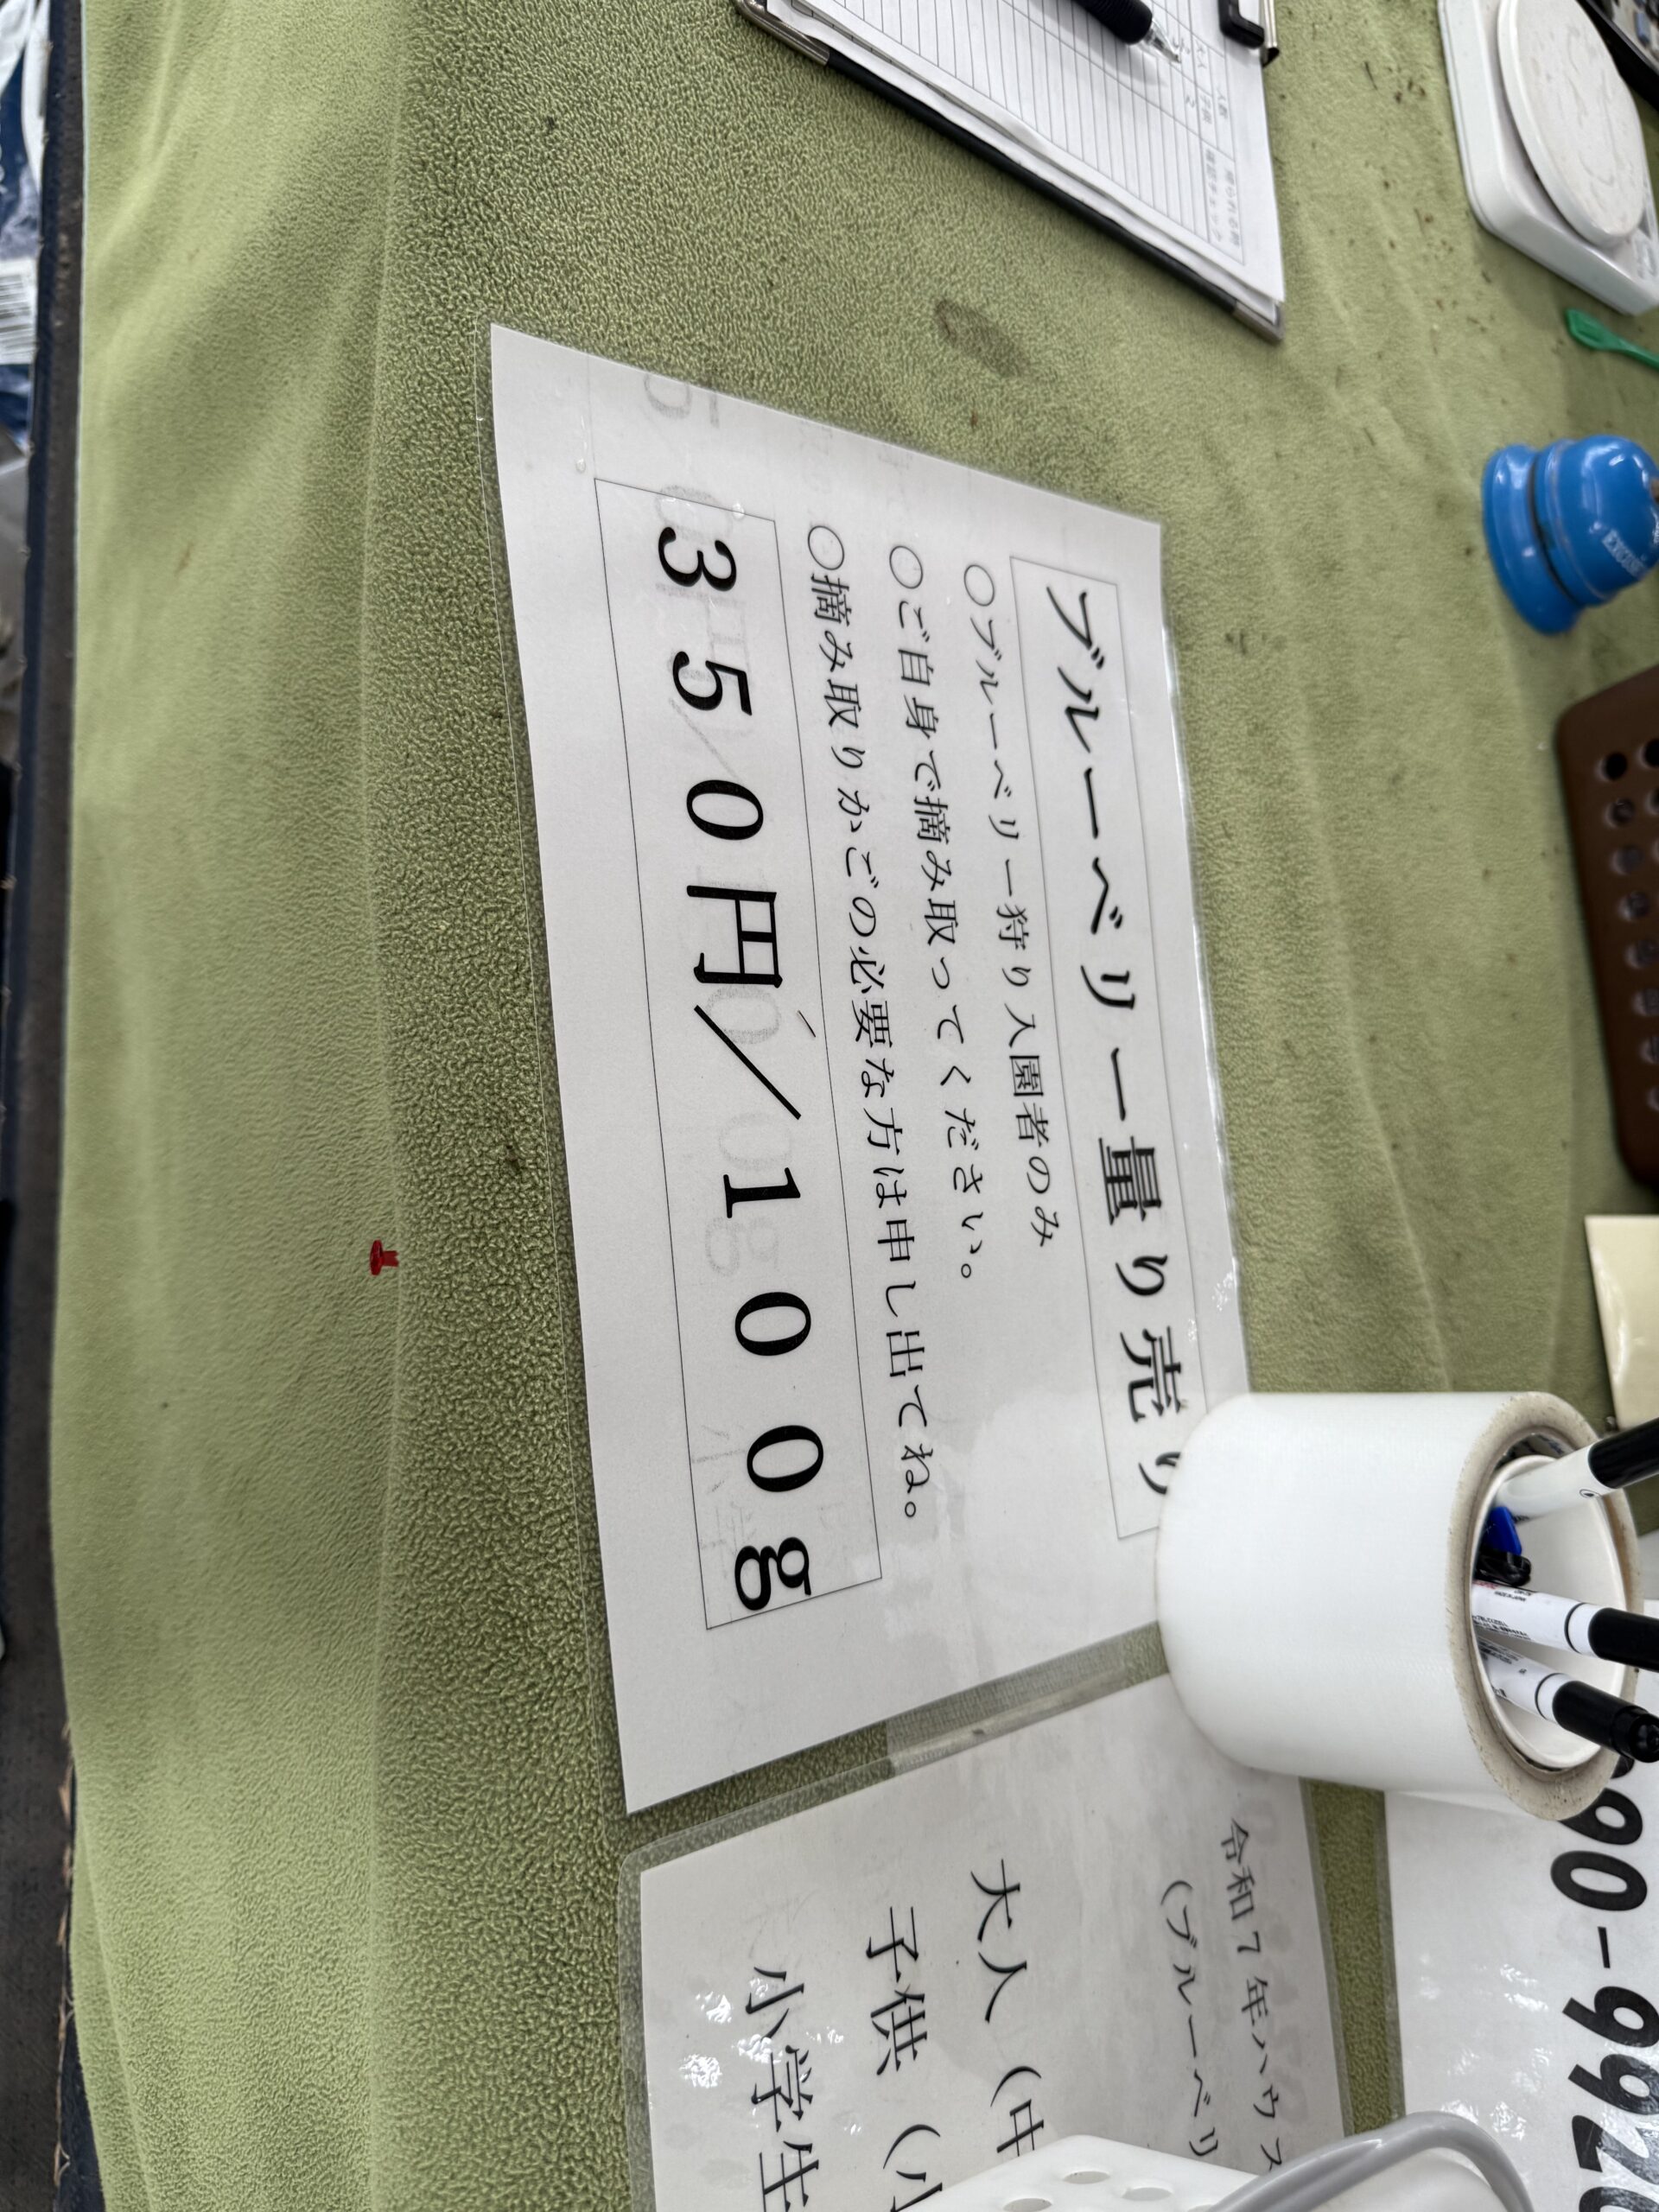 ブルーベリー量り売り
○ブルーベリー狩り入園者のみ
○ご自身で摘み取ってください。
○摘み取りかごの必要な方は申し出てね。
350円/100g
令和7年ハウス
(ブルーベリ
大人(中
子供(小
小学生